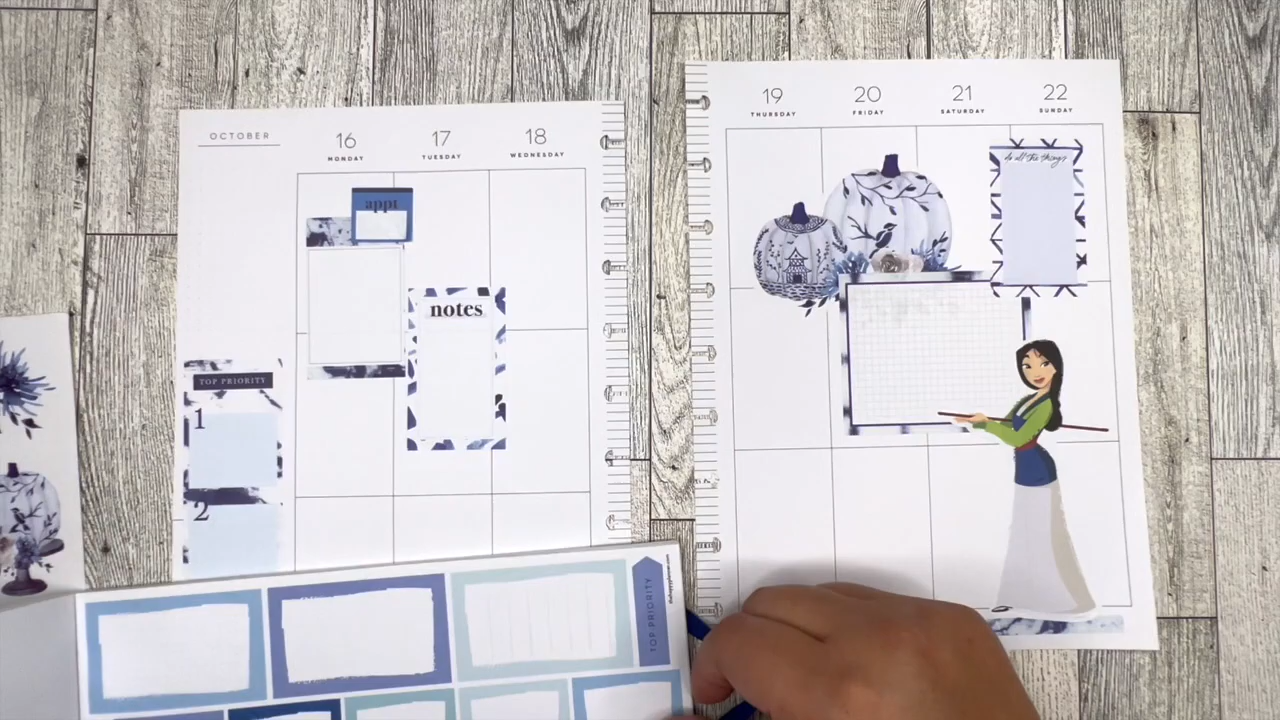 OCTOBER
16
MONDAY
17
TUESDAY
18
WEDNESDAY
19
THURSDAY
20
FRIDAY
21
SATURDAY
22
SUNDAY
appt
notes
TOP PRIORITY
1
2
do all the things
TOP PRIORITY